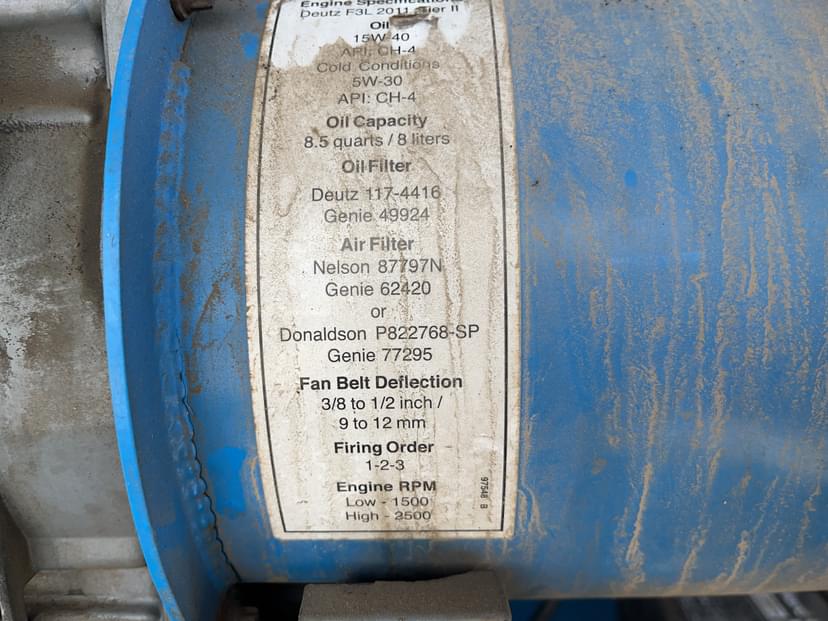 Engine Specifications
Deutz F3L 2011 Tier II
Oil
15W-40
API: CH-4
Cold Conditions
5W-30
API: CH-4
Oil Capacity
8.5 quarts / 8 liters
Oil Filter
Deutz 117-4416
Genie 49924
Air Filter
Nelson 87797N
Genie 62420
or
Donaldson P822768-SP
Genie 77295
Fan Belt Deflection
3/8 to 1/2 inch /
9 to 12 mm
Firing Order
1-2-3
Engine RPM
Low - 1500
High - 2500
97548 B